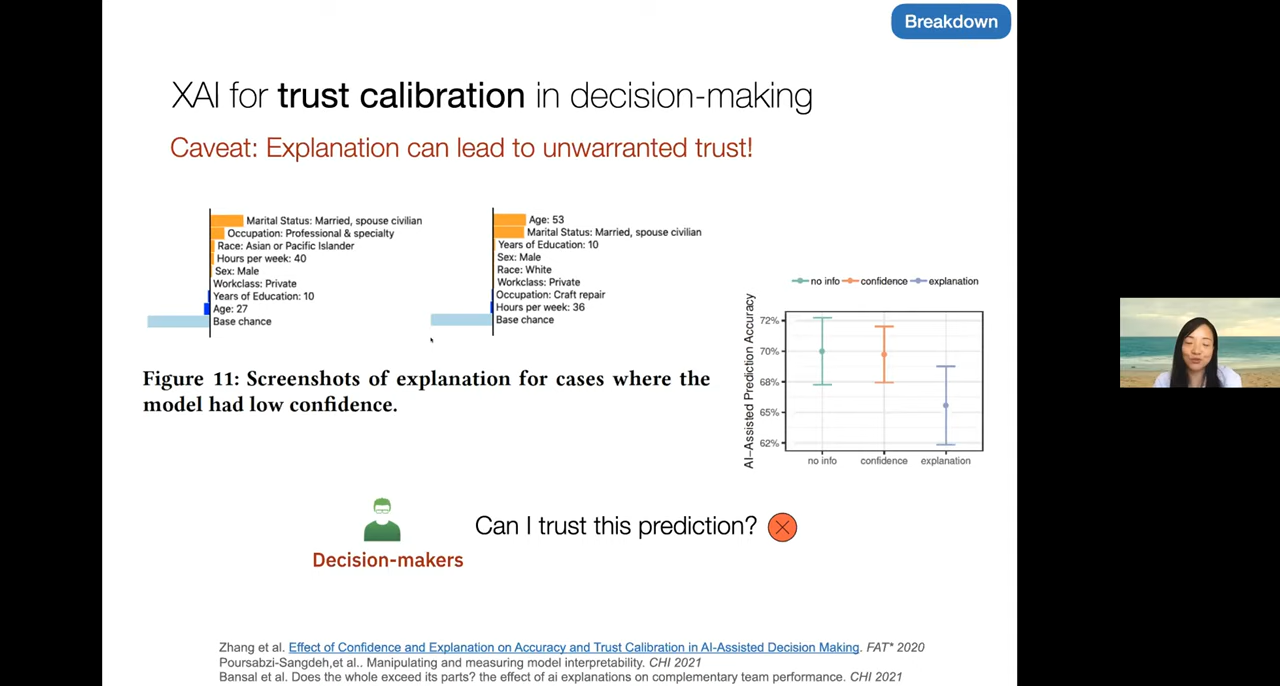 Breakdown
XAI for trust calibration in decision-making
Caveat: Explanation can lead to unwarranted trust!
Marital Status: Married, spouse civilian
Occupation: Professional & specialty
Race: Asian or Pacific Islander
Hours per week: 40
Sex: Male
Workclass: Private
Years of Education: 10
Age: 27
Base chance
Age: 53
Marital Status: Married, spouse civilian
Years of Education: 10
Sex: Male
Race: White
Workclass: Private
Occupation: Craft repair
Hours per week: 36
Base chance
Figure 11: Screenshots of explanation for cases where the
model had low confidence.
no info confidence explanation
AI-Assisted Prediction Accuracy
72%
70%
68%
65%
62%
no info confidence explanation
Can I trust this prediction?
Decision-makers
Zhang et al. Effect of Confidence and Explanation on Accuracy and Trust Calibration in AI-Assisted Decision Making. FAT* 2020
Poursabzi-Sangdeh,et al.. Manipulating and measuring model interpretability. CHI 2021
Bansal et al. Does the whole exceed its parts? the effect of ai explanations on complementary team performance. CHI 2021